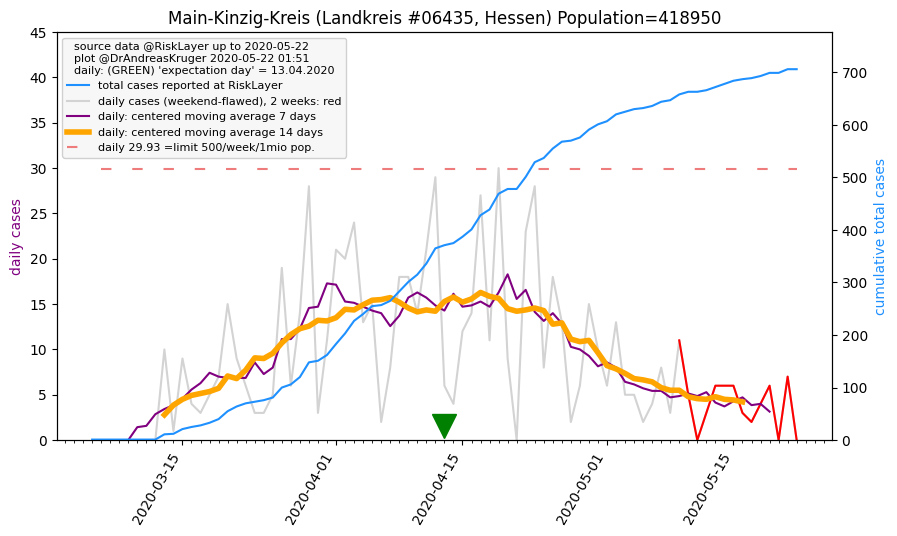 Main-Kinzig-Kreis (Landkreis #06435, Hessen) Population=418950
source data @RiskLayer up to 2020-05-22
plot @DrAndreasKruger 2020-05-22 01:51
daily: (GREEN) 'expectation day' = 13.04.2020
total cases reported at RiskLayer
daily cases (weekend-flawed), 2 weeks: red
daily: centered moving average 7 days
daily: centered moving average 14 days
daily 29.93 =limit 500/week/1mio pop.
daily cases
45
40
35
30
25
20
15
10
5
0
cumulative total cases
700
600
500
400
300
200
100
0
2020-03-15
2020-04-01
2020-04-15
2020-05-01
2020-05-15